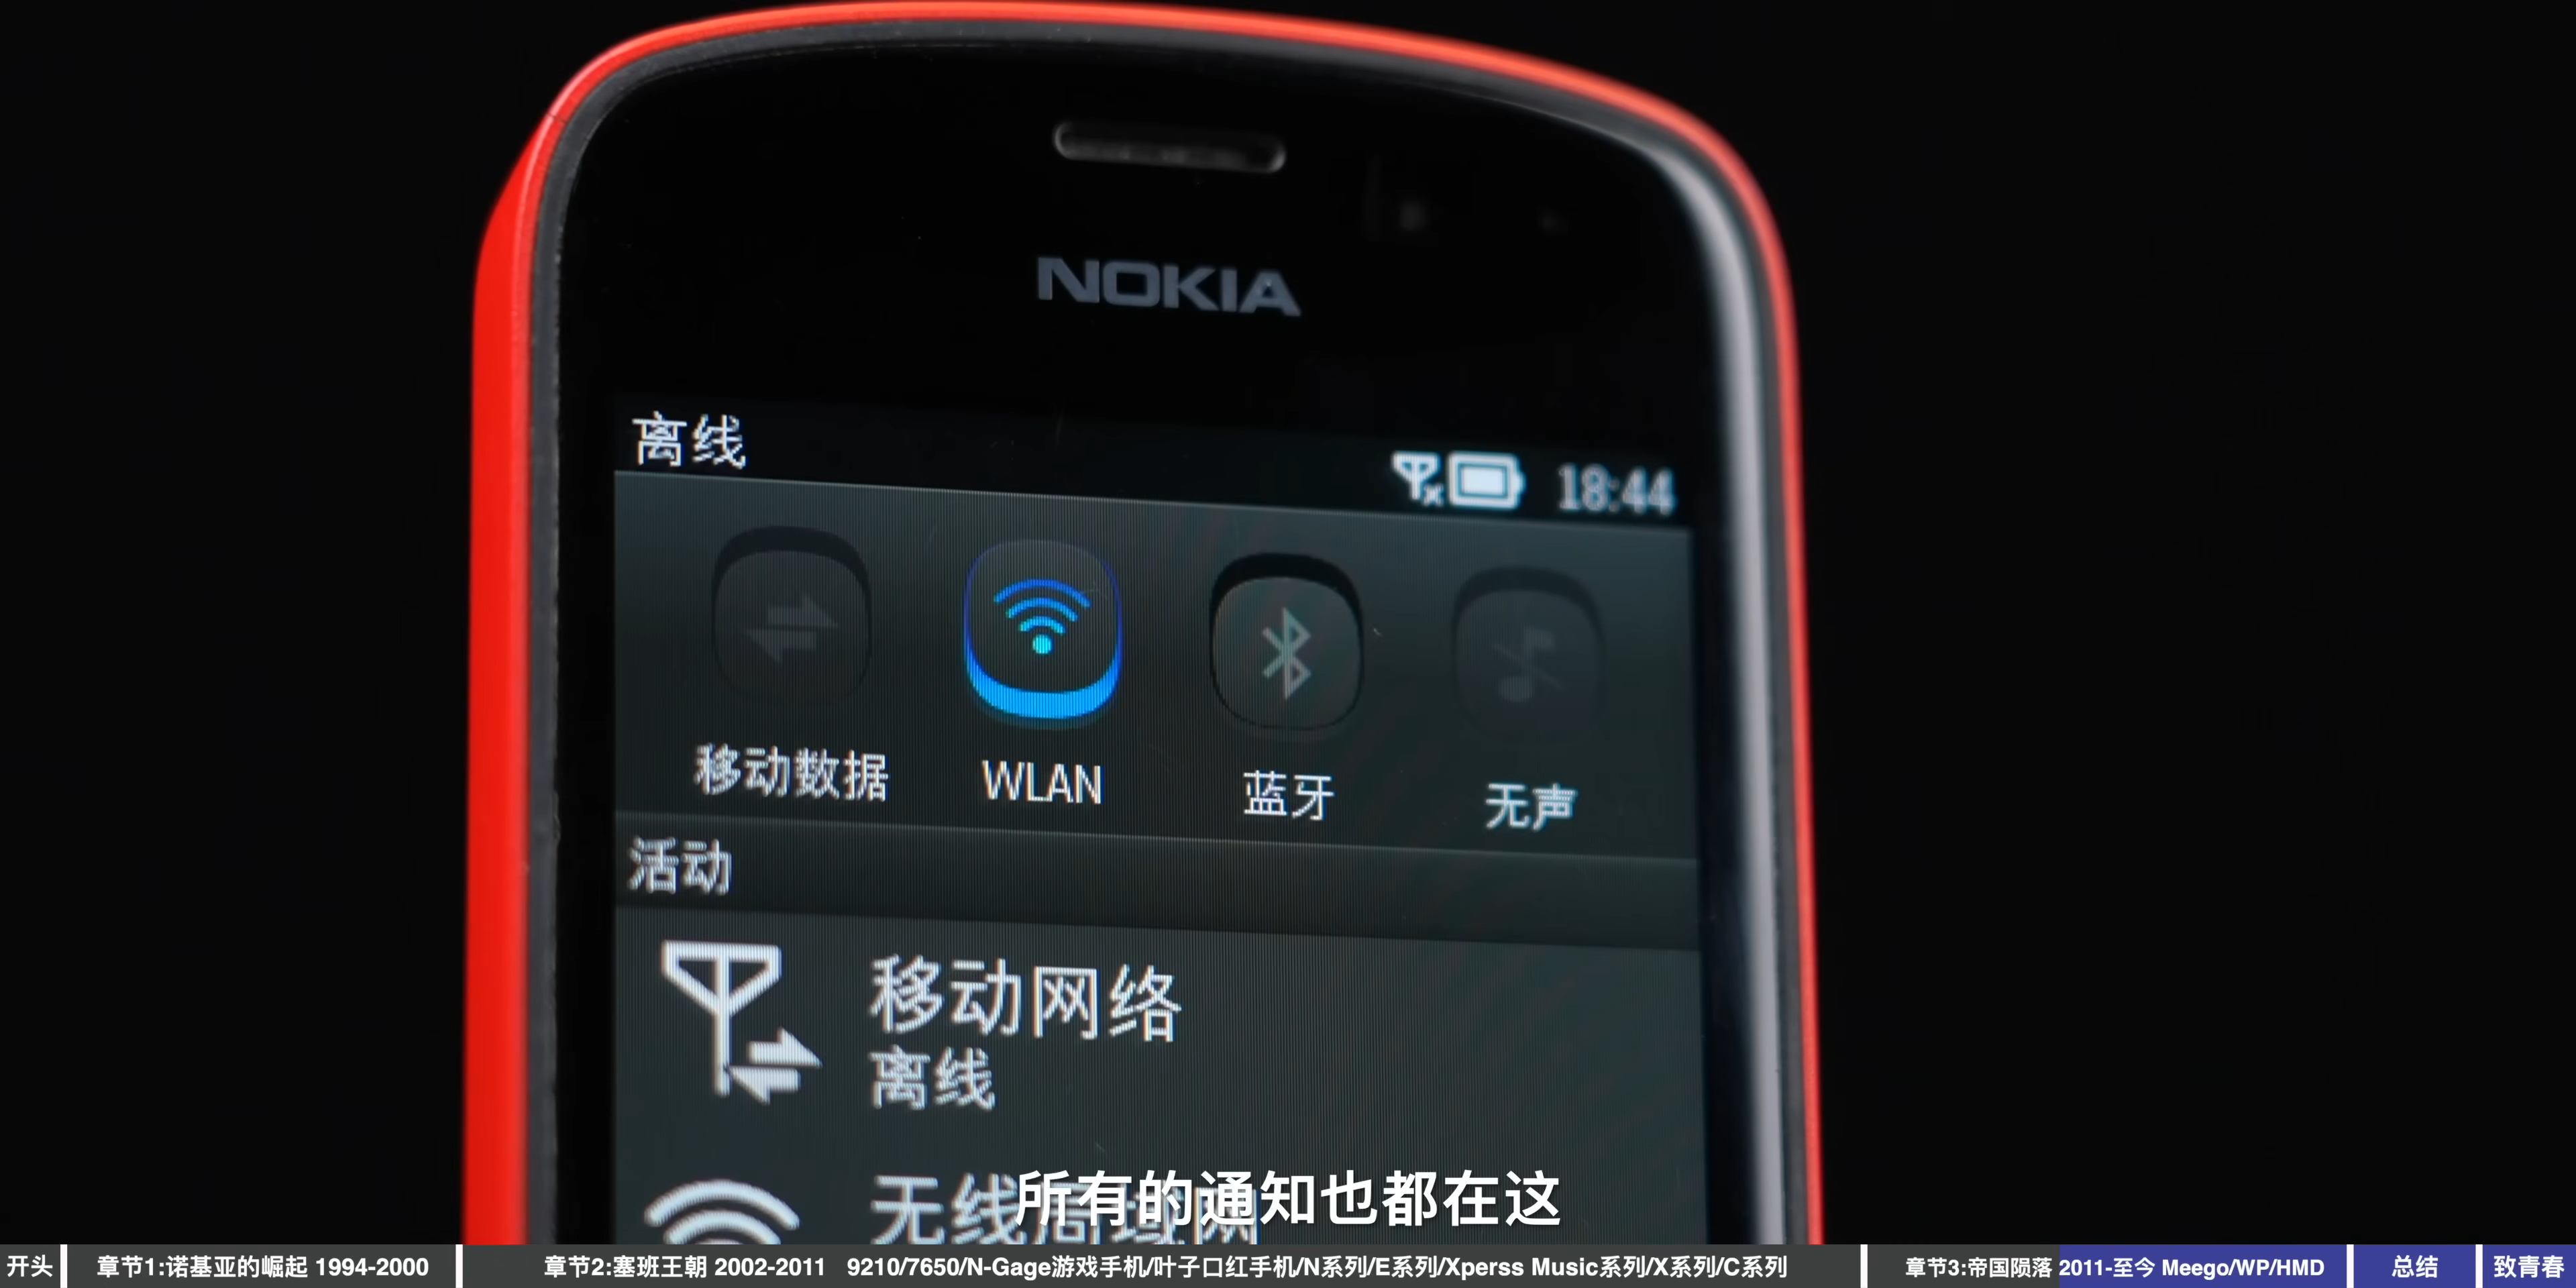 NOKIA
离线
18:44
移动数据 WLAN 蓝牙 无声
活动
移动网络
离线
无线局域网
所有的通知也都在这
开头 章节1:诺基亚的崛起 1994-2000 章节2:塞班王朝 2002-2011 9210/7650/N-Gage游戏手机/叶子口红手机/N系列/E系列/Xperss Music系列/X系列/C系列 章节3:帝国陨落 2011-至今 Meego/WP/HMD 总结 致青春